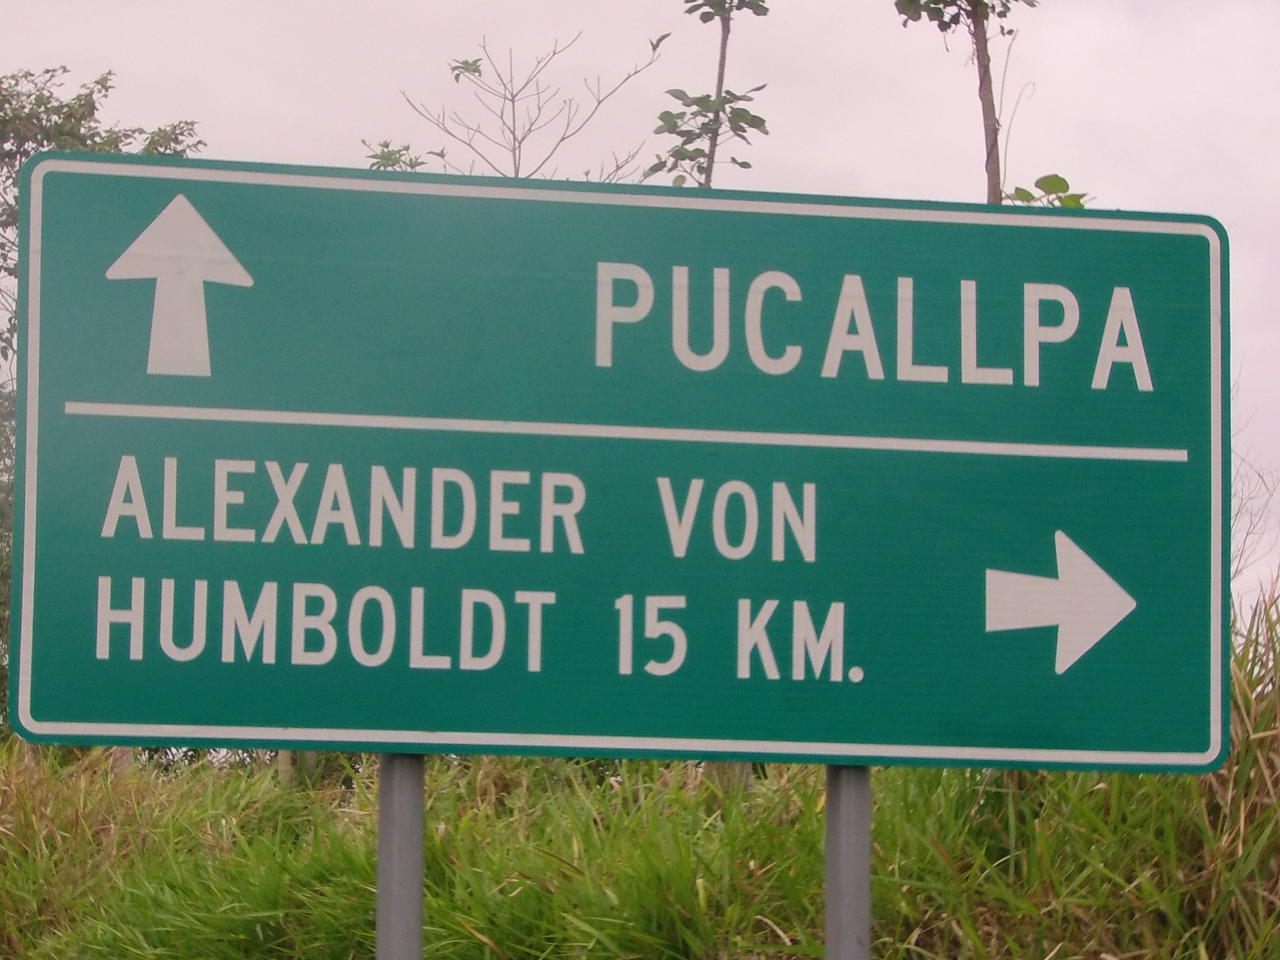 PUCALLPA
ALEXANDER VON
HUMBOLDT 15 KM.